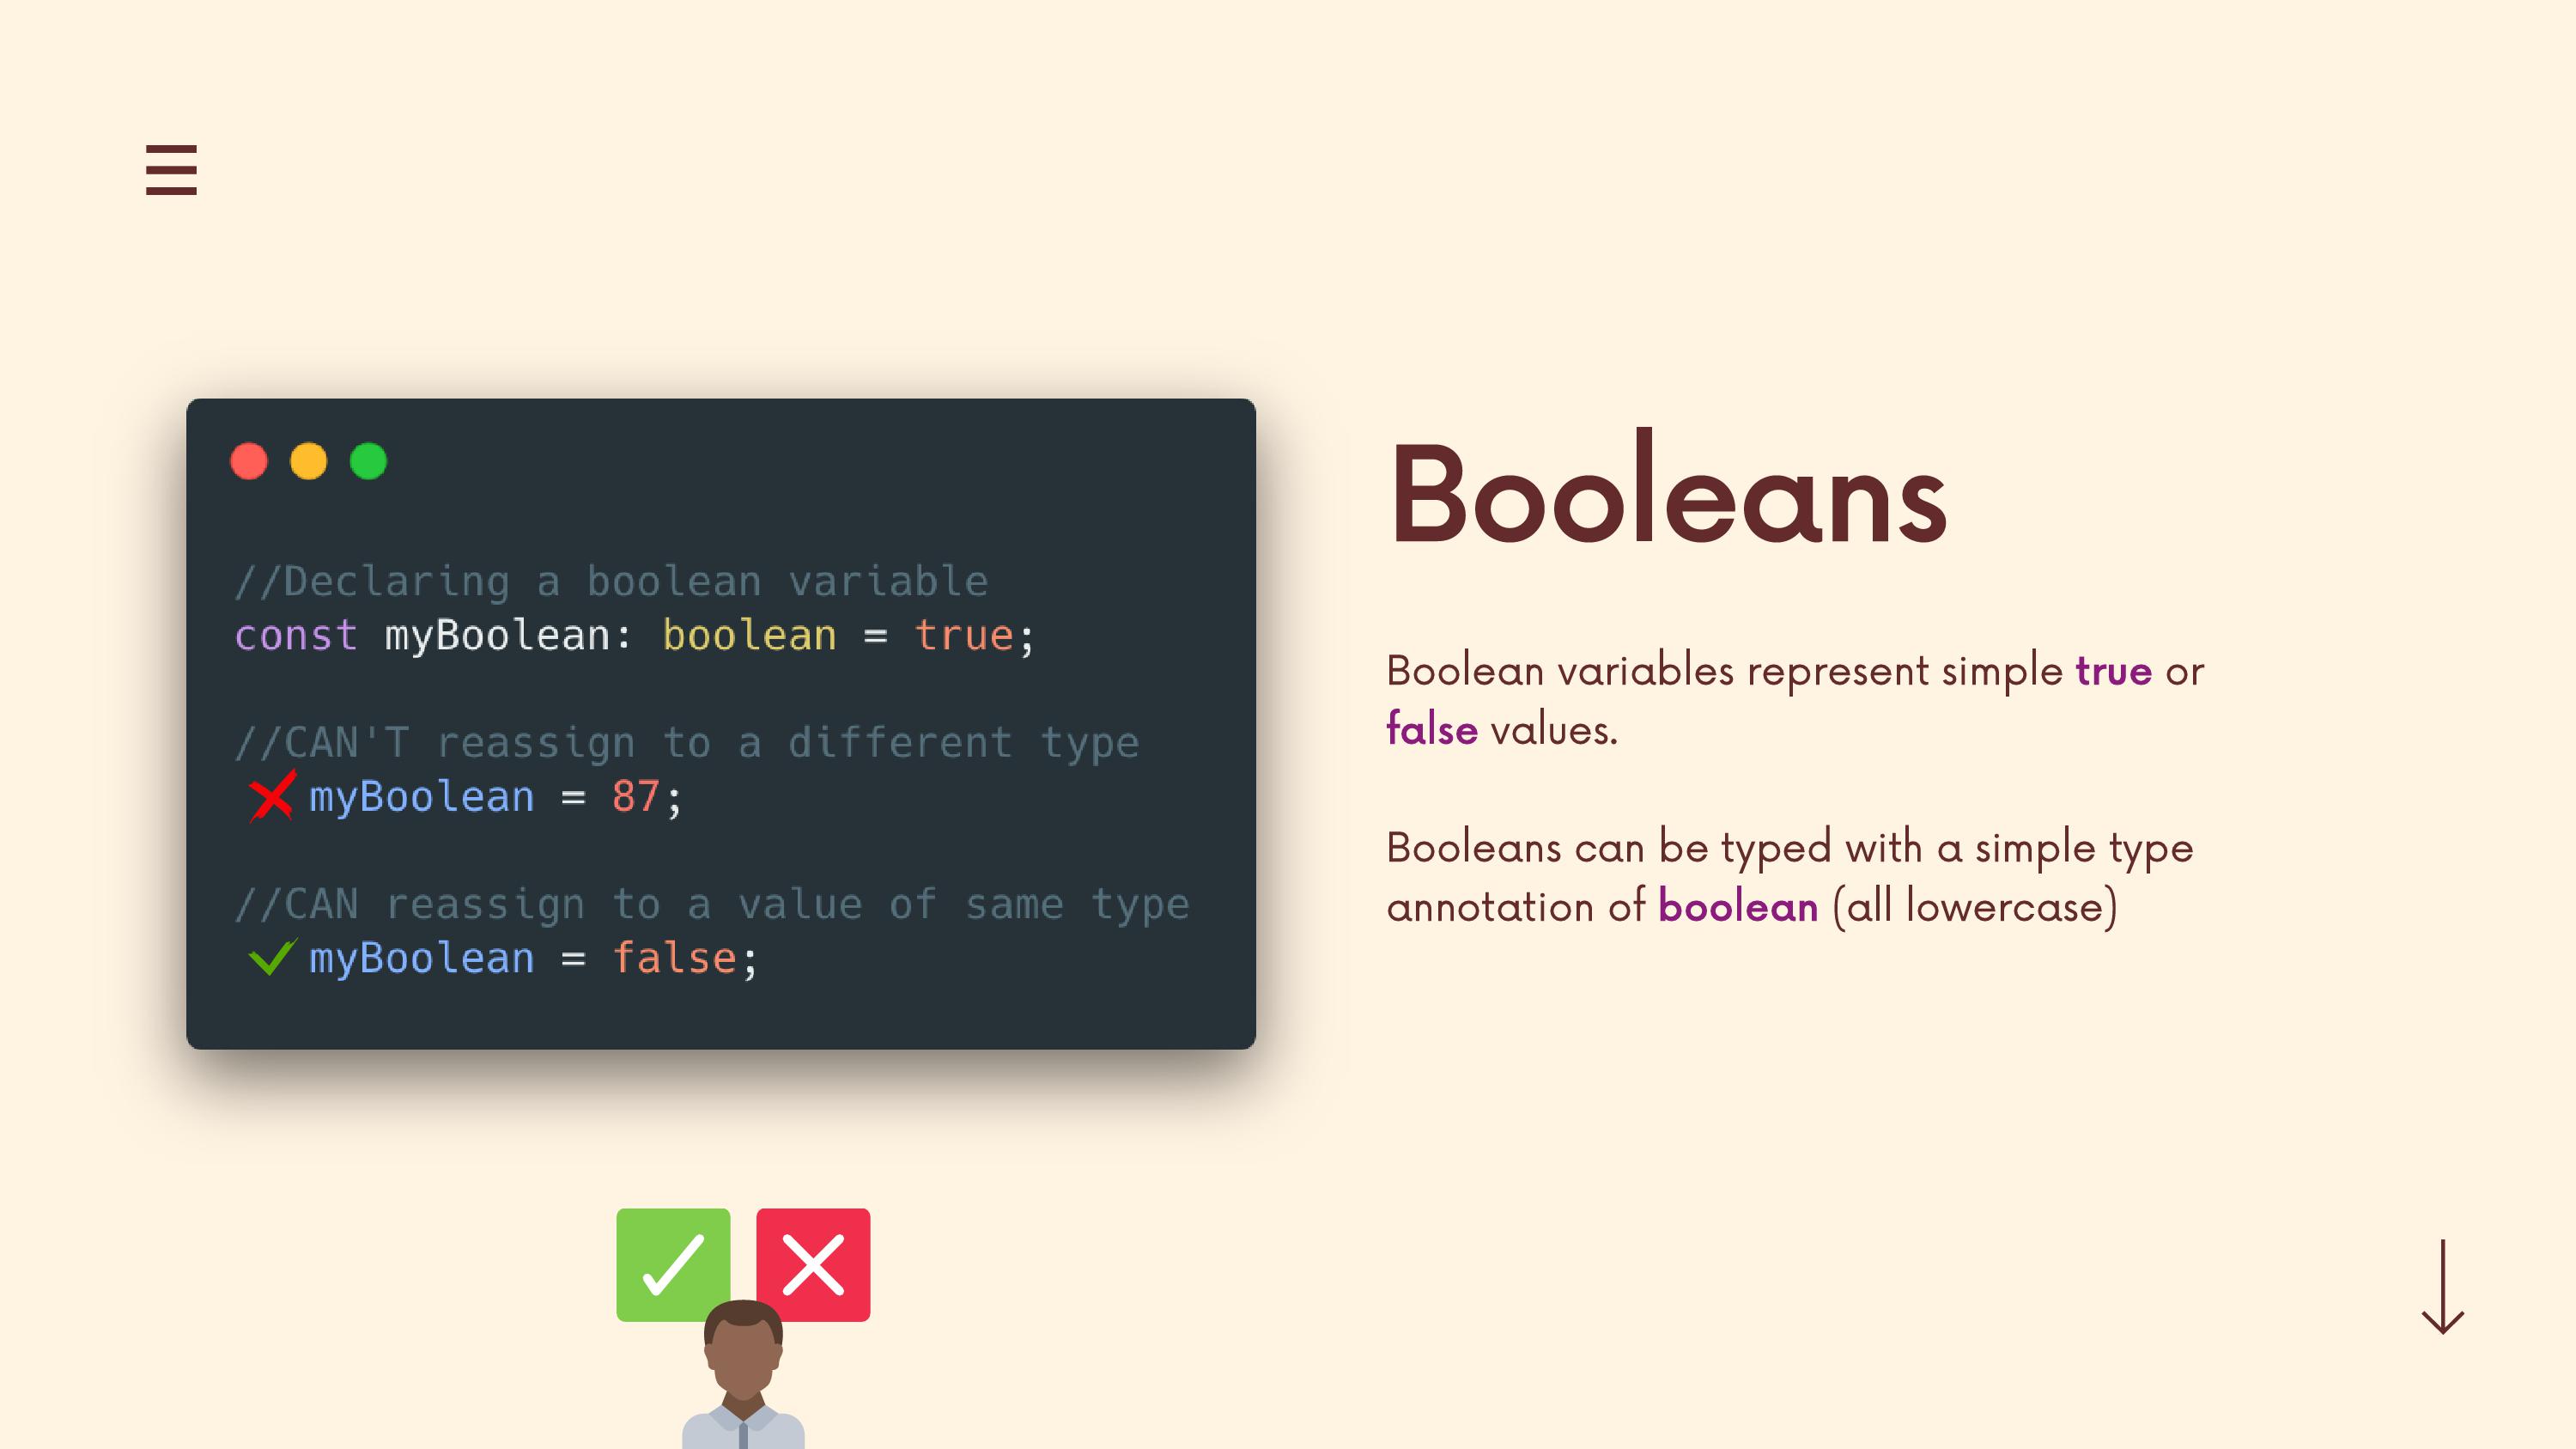 //Declaring a boolean variable
const myBoolean: boolean = true;
//CAN'T reassign to a different type
myBoolean = 87;
//CAN reassign to a value of same type
myBoolean = false;
Booleans
Boolean variables represent simple true or
false values.
Booleans can be typed with a simple type
annotation of boolean (all lowercase)